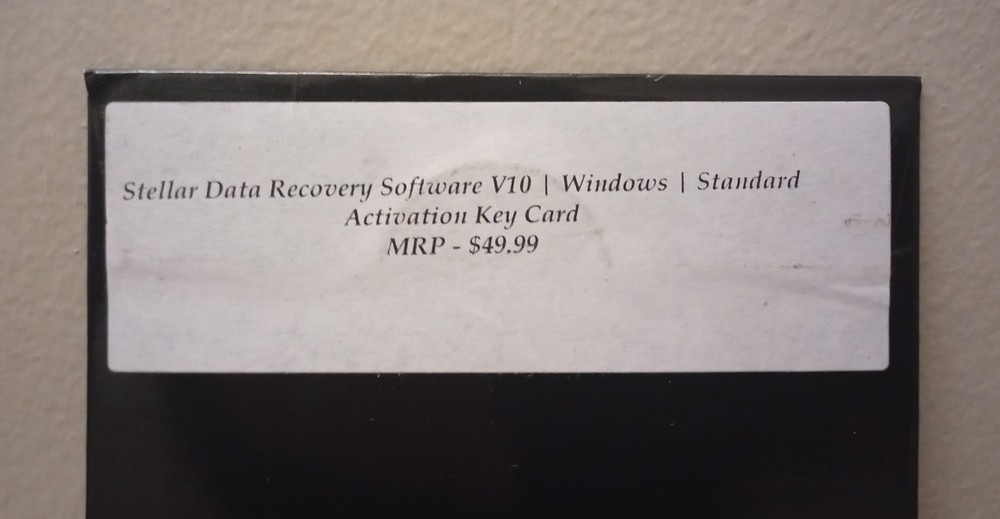 Stellar Data Recovery Software V10 | Windows | Standard
Activation Key Card
MRP - $49.99